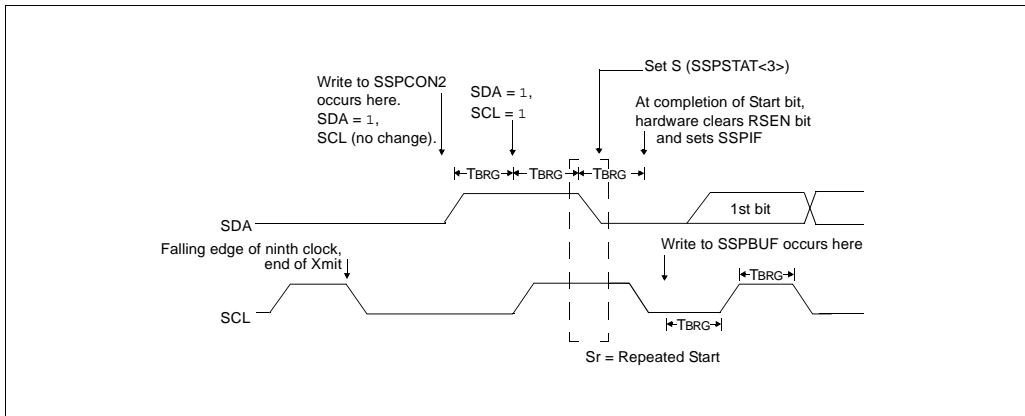 Set S (SSPSTAT<3>)
Write to SSPCON2
occurs here.
SDA = 1,
SCL (no change).
SDA = 1,
SCL = 1
At completion of Start bit,
hardware clears RSEN bit
and sets SSPIF
TBRG
TBRG
TBRG
SDA
1st bit
Falling edge of ninth clock,
end of Xmit
Write to SSPBUF occurs here
TBRG
SCL
TBRG
Sr = Repeated Start